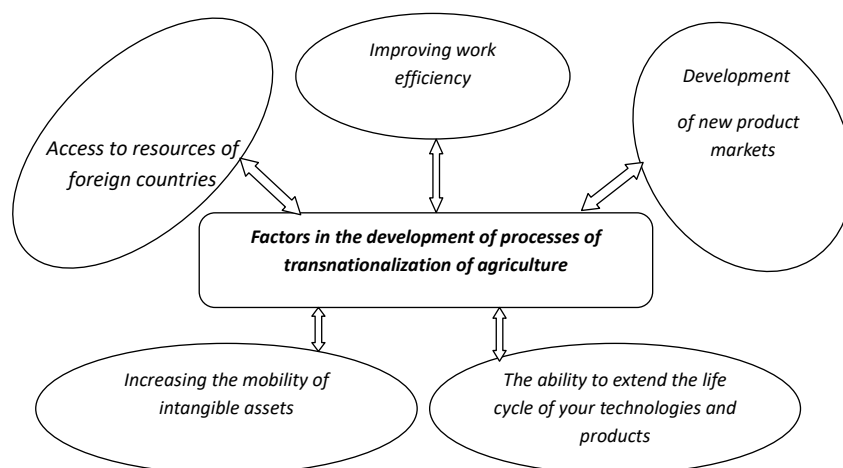 Improving work
efficiency
Development
of new product
markets
Access to resources of
foreign countries
Factors in the development of processes of
transnationalization of agriculture
Increasing the mobility of
intangible assets
The ability to extend the life
cycle of your technologies and
products